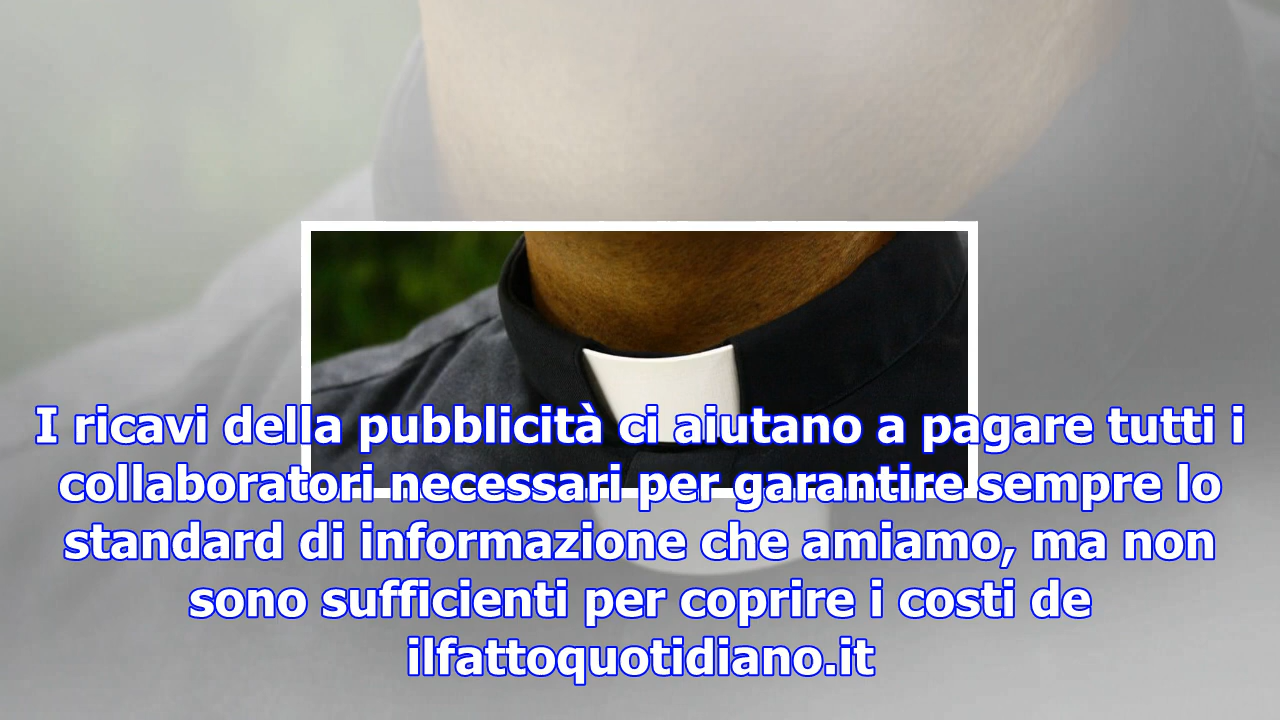 I ricavi della pubblicità ci aiutano a pagare tutti i
collaboratori necessari per garantire sempre lo
standard di informazione che amiamo, ma non
sono sufficienti per coprire i costi de
ilfattoquotidiano.it